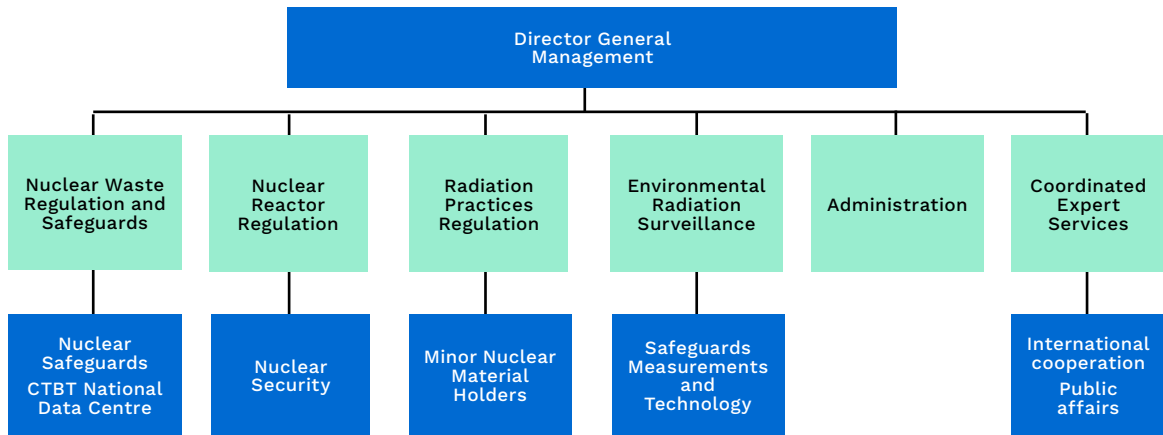 Director General
Management
Nuclear Waste
Regulation and
Safeguards
Nuclear
Reactor
Regulation
Radiation
Practices
Regulation
Environmental
Radiation
Surveillance
Administration
Coordinated
Expert
Services
Nuclear
Safeguards
CTBT National
Data Centre
Nuclear
Security
Minor Nuclear
Material
Holders
Safeguards
Measurements
and
Technology
International
cooperation
Public
affairs